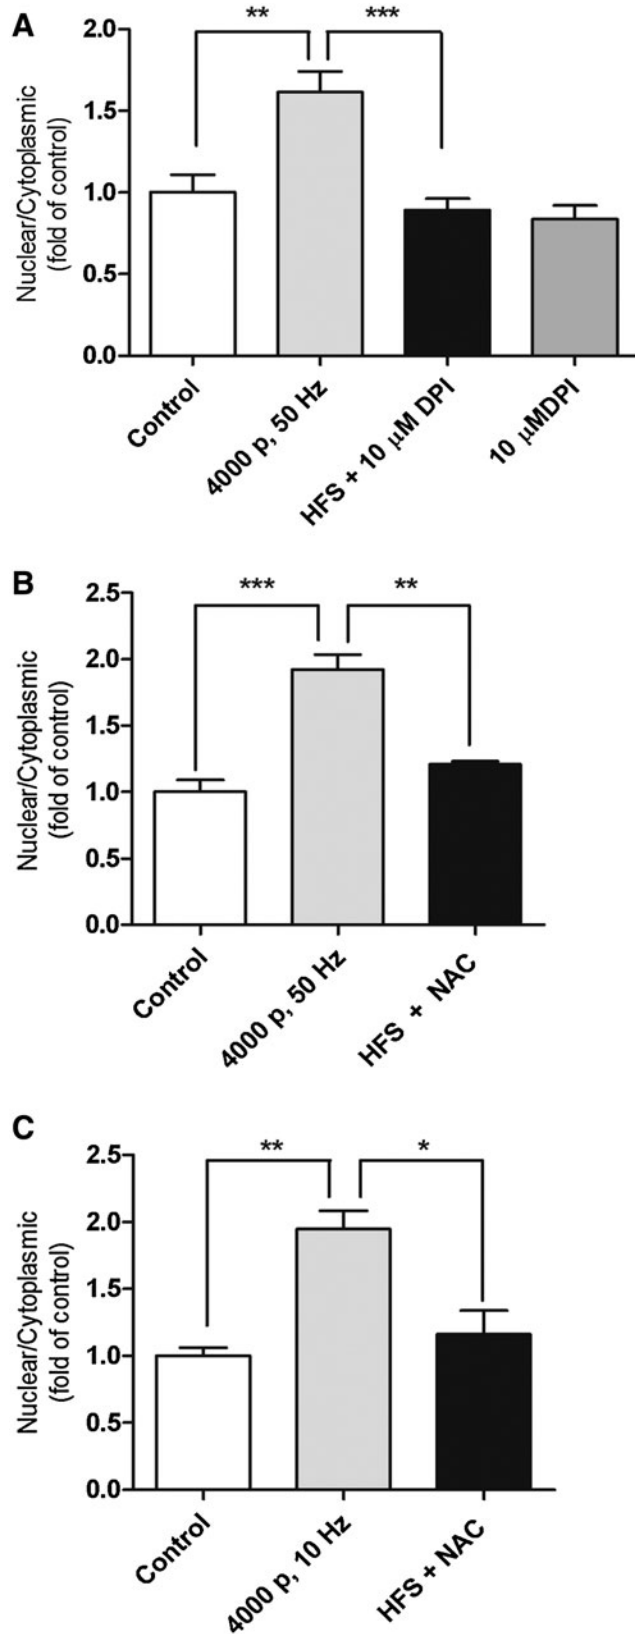 A
** ***
Nuclear/Cytoplasmic
(fold of control)
2.0
1.5
1.0
0.5
0.0
Control
4000 p, 50 Hz
HFS + 10 μM DPI
10 μMDPI
B
*** **
Nuclear/Cytoplasmic
(fold of control)
2.5
2.0
1.5
1.0
0.5
0.0
Control
4000 p, 50 Hz
HFS + NAC
C
** *
Nuclear/Cytoplasmic
(fold of control)
2.5
2.0
1.5
1.0
0.5
0.0
Control
4000 p, 10 Hz
HFS + NAC